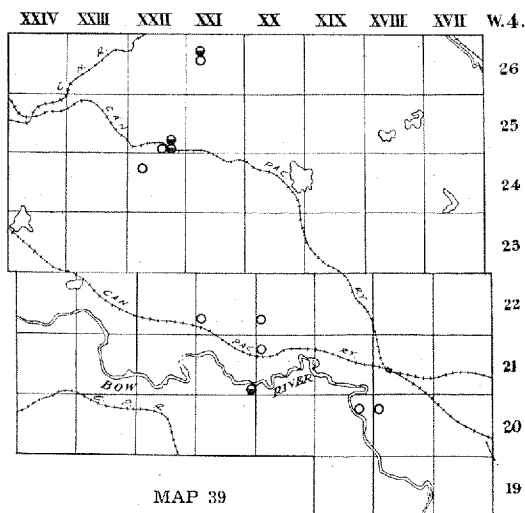 XXIV XXIII XXII XXI XX XIX XVIII XVII W.4.
26
C. N. R.
25
CAN. PAC. RY.
24
23
CAN. PAC. RY.
22
21
BOW RIVER
C. P. R.
20
19
MAP 39